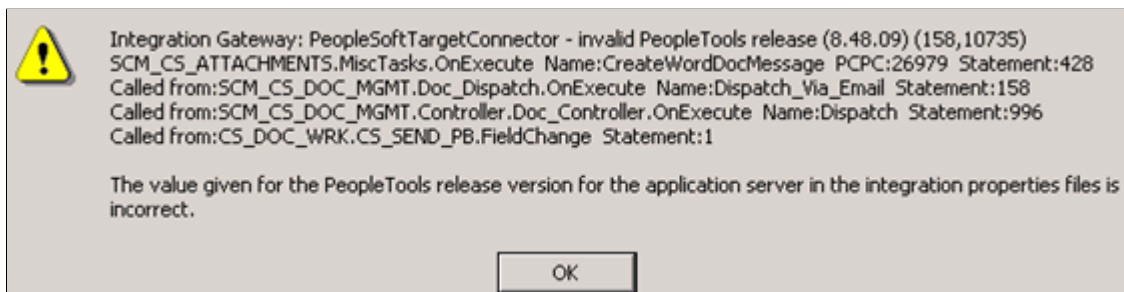 Integration Gateway: PeopleSoftTargetConnector - invalid PeopleTools release (8.48.09) (158,10735)
SCM_CS_ATTACHMENTS.MiscTasks.OnExecute Name:CreateWordDocMessage PCPC:26979 Statement:428
Called from:SCM_CS_DOC_MGMT.Doc_Dispatch.OnExecute Name:Dispatch_Via_Email Statement:158
Called from:SCM_CS_DOC_MGMT.Controller.Doc_Controller.OnExecute Name:Dispatch Statement:996
Called from:CS_DOC_WRK.CS_SEND_PB.FieldChange Statement:1
The value given for the PeopleTools release version for the application server in the integration properties files is
incorrect.
OK